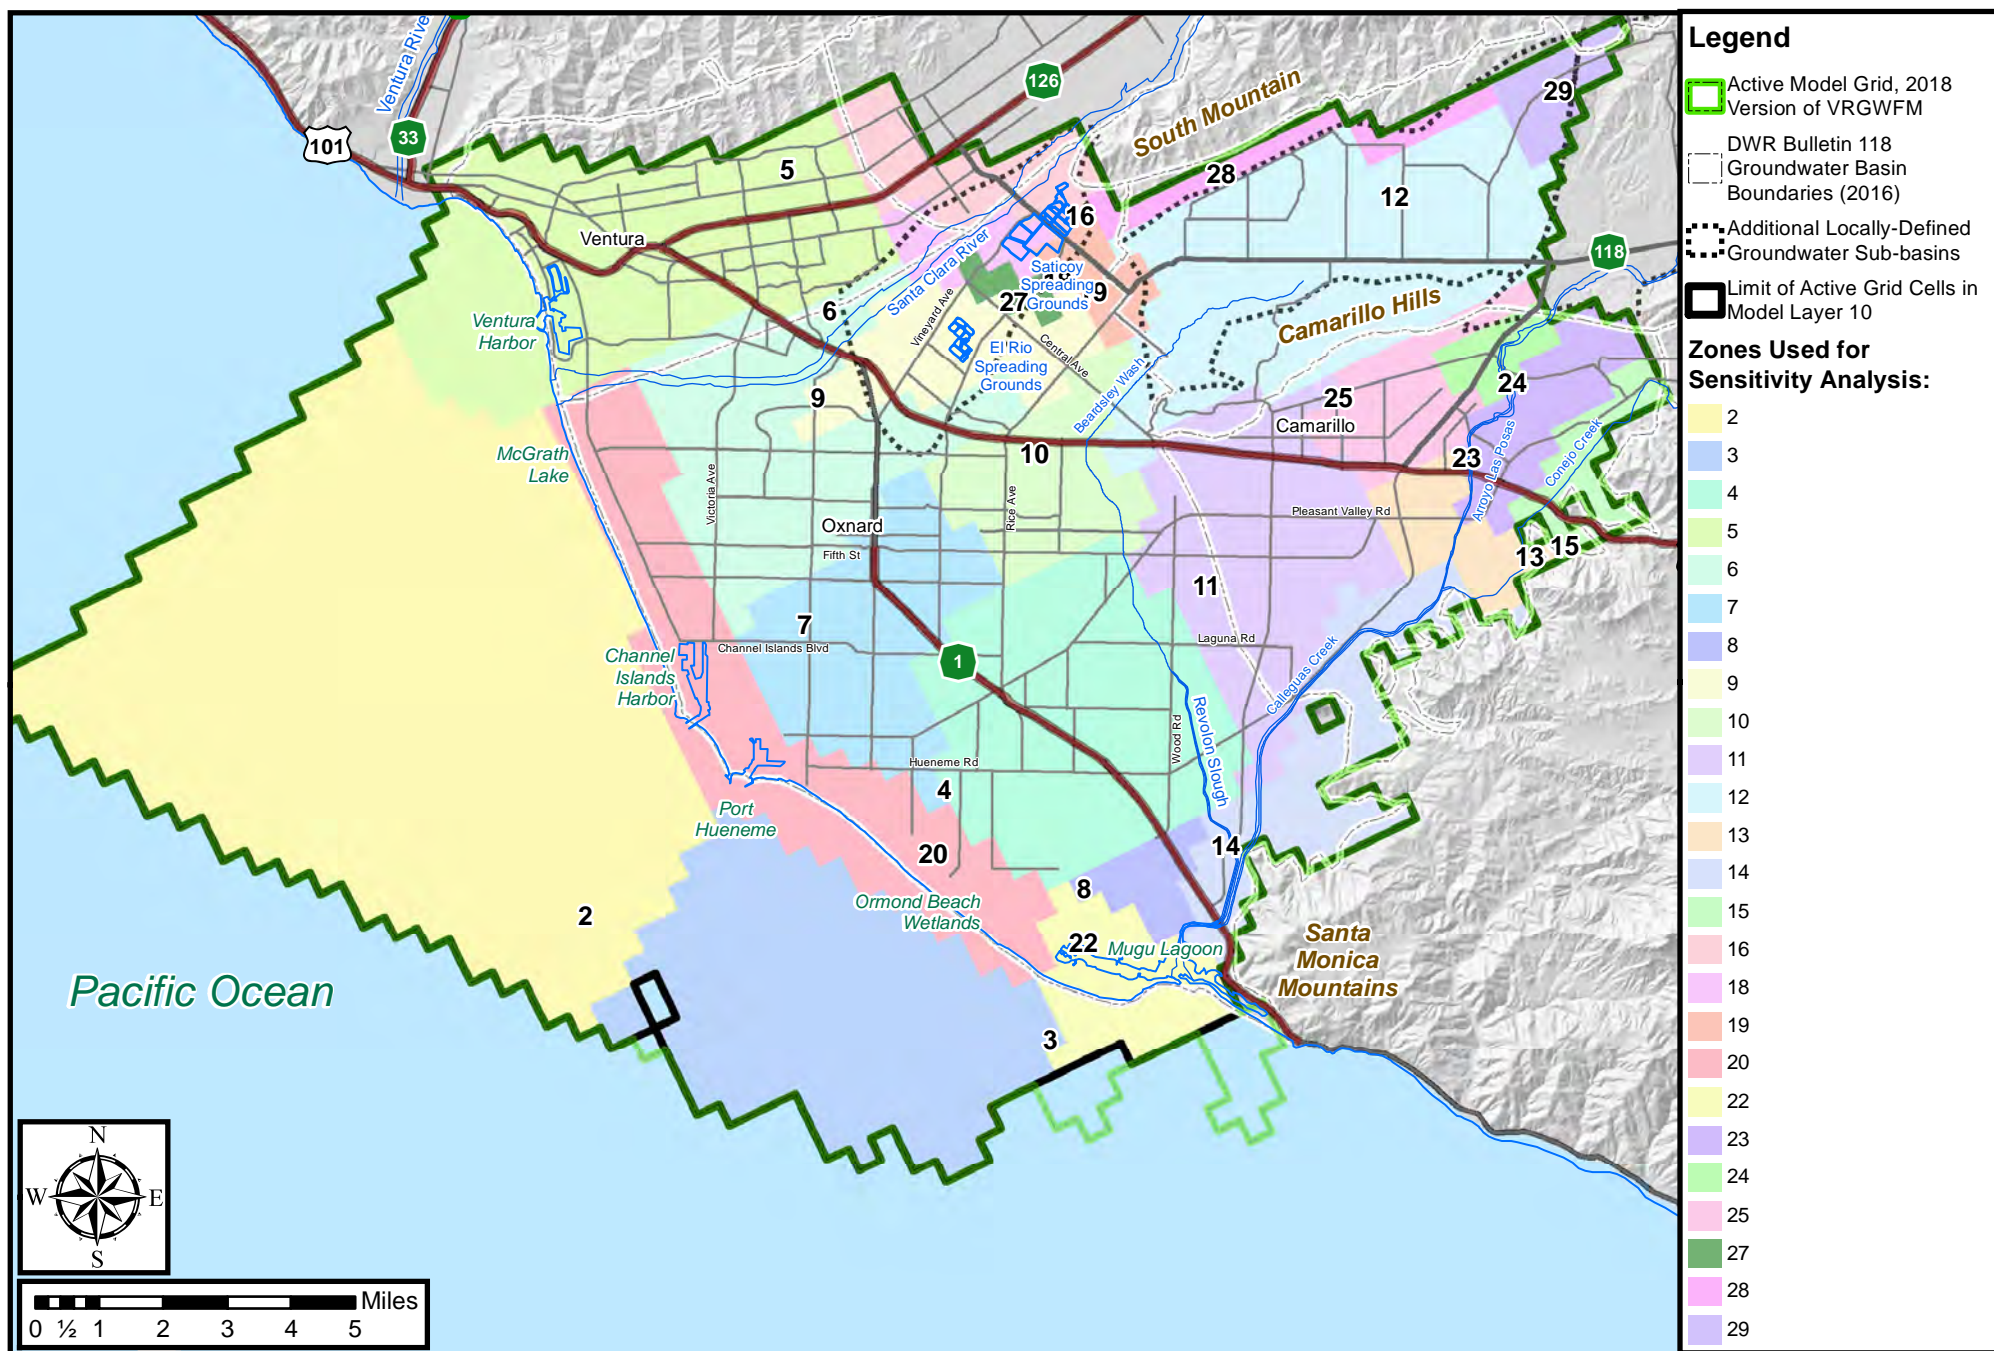 Ventura River
33
101
126
South Mountain
29
28
12
5
Ventura
16
118
Santa Clara River
Saticoy
Spreading
Grounds
18
19
27
6
Vineyard Ave
Ventura
Harbor
El Rio
Spreading
Grounds
Central Ave
Camarillo Hills
Beardsley Wash
9
25
24
Camarillo
10
23
Arroyo Las Posas
Conejo Creek
McGrath
Lake
Victoria Ave
Oxnard
Rice Ave
Pleasant Valley Rd
Fifth St
13
15
11
7
Channel Islands Blvd
Laguna Rd
Channel
Islands
Harbor
1
Calleguas Creek
Revolon Slough
Wood Rd
Hueneme Rd
4
Port
Hueneme
20
14
8
Ormond Beach
Wetlands
2
22
Mugu Lagoon
Santa
Monica
Mountains
Pacific Ocean
3
N
W
E
S
Miles
0 ½ 1 2 3 4 5
Legend
Active Model Grid, 2018
Version of VRGWFM
DWR Bulletin 118
Groundwater Basin
Boundaries (2016)
Additional Locally-Defined
Groundwater Sub-basins
Limit of Active Grid Cells in
Model Layer 10
Zones Used for
Sensitivity Analysis:
2
3
4
5
6
7
8
9
10
11
12
13
14
15
16
18
19
20
22
23
24
25
27
28
29